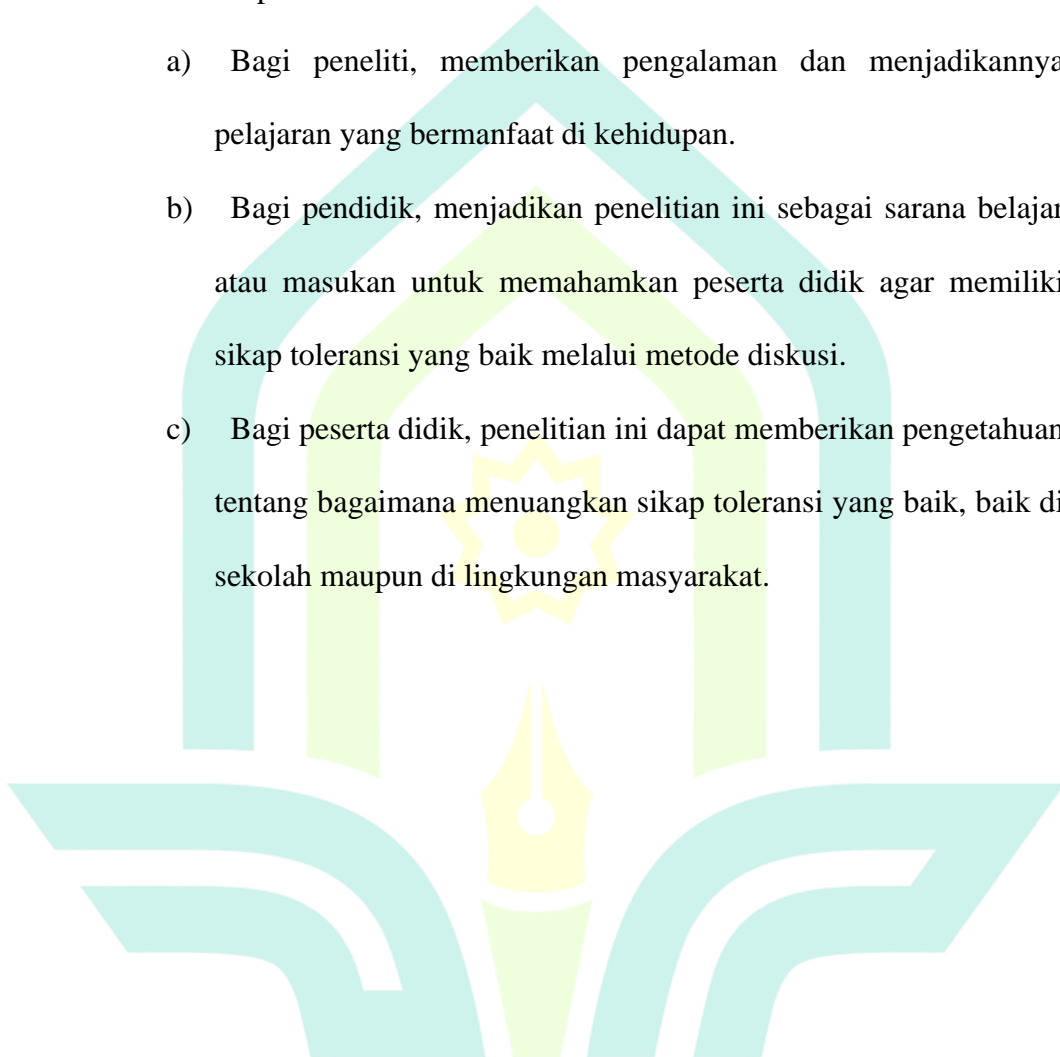 a) Bagi peneliti, memberikan pengalaman dan menjadikannya
pelajaran yang bermanfaat di kehidupan.
b) Bagi pendidik, menjadikan penelitian ini sebagai sarana belajar
atau masukan untuk memahamkan peserta didik agar memiliki
sikap toleransi yang baik melalui metode diskusi.
c) Bagi peserta didik, penelitian ini dapat memberikan pengetahuan
tentang bagaimana menuangkan sikap toleransi yang baik, baik di
sekolah maupun di lingkungan masyarakat.